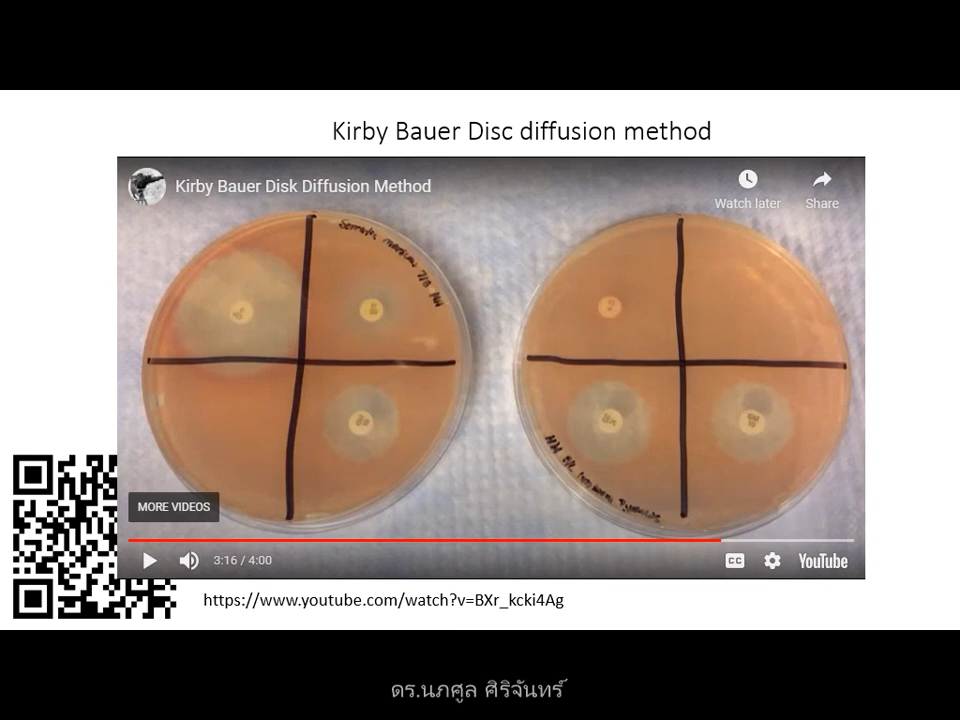 Kirby Bauer Disc diffusion method
Kirby Bauer Disk Diffusion Method
Watch later
Share
MORE VIDEOS
3:16 / 4:00
CC
YouTube
https://www.youtube.com/watch?v=BXr_kcki4Ag
ดร.นภศูล ศิริจันทร์